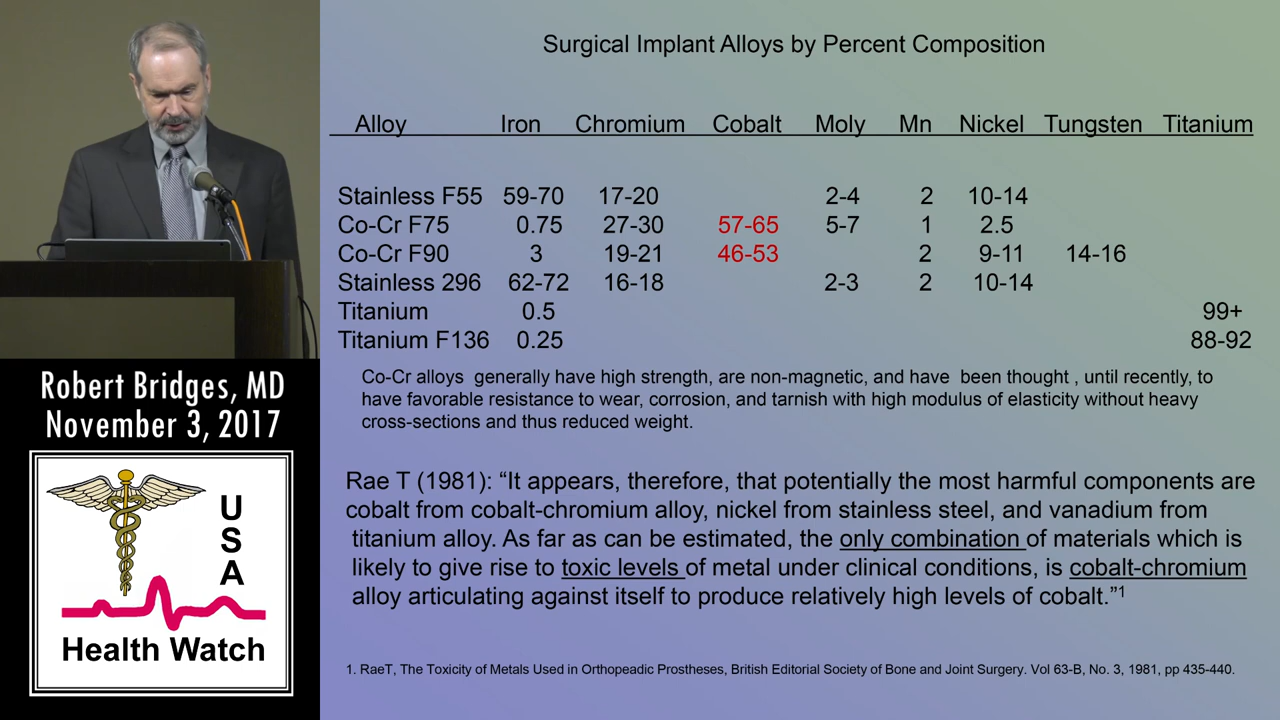 Surgical Implant Alloys by Percent Composition
Alloy Iron Chromium Cobalt Moly Mn Nickel Tungsten Titanium
Stainless F55 59-70 17-20 2-4 2 10-14
Co-Cr F75 0.75 27-30 57-65 5-7 1 2.5
Co-Cr F90 3 19-21 46-53 2 9-11 14-16
Stainless 296 62-72 16-18 2-3 2 10-14
Titanium 0.5 99+
Titanium F136 0.25 88-92
Co-Cr alloys generally have high strength, are non-magnetic, and have been thought , until recently, to
have favorable resistance to wear, corrosion, and tarnish with high modulus of elasticity without heavy
cross-sections and thus reduced weight.
Rae T (1981): “It appears, therefore, that potentially the most harmful components are
cobalt from cobalt-chromium alloy, nickel from stainless steel, and vanadium from
titanium alloy. As far as can be estimated, the only combination of materials which is
likely to give rise to toxic levels of metal under clinical conditions, is cobalt-chromium
alloy articulating against itself to produce relatively high levels of cobalt.”1
1. RaeT, The Toxicity of Metals Used in Orthopeadic Prostheses, British Editorial Society of Bone and Joint Surgery. Vol 63-B, No. 3, 1981, pp 435-440.
Robert Bridges, MD
November 3, 2017
U
S
A
Health Watch